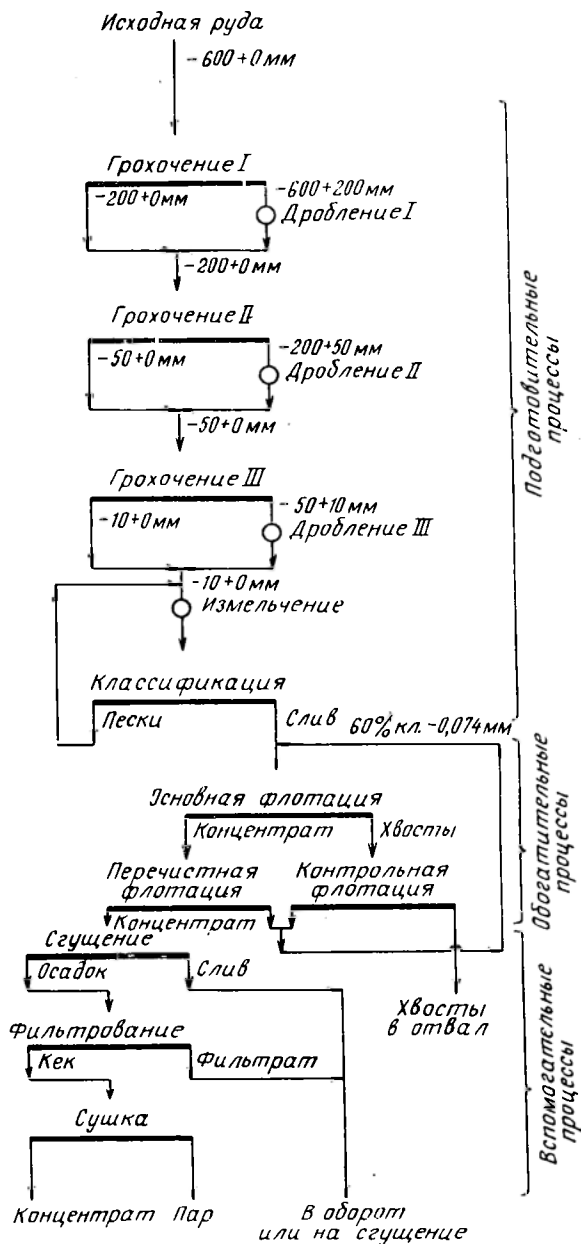 Исходная руда
-600+0мм
Грохочение I
-200+0мм
-600+200мм
Дробление I
-200+0мм
Грохочение II
-50+0мм
-200+50мм
Дробление II
-50+0мм
Грохочение III
-10+0мм
-50+10мм
Дробление III
-10+0мм
Измельчение
Классификация
Пески
Слив
60% кл. -0,074 мм
Подготовительные
процессы
Основная флотация
Концентрат
Хвосты
Перечистная
флотация
Контрольная
флотация
Концентрат
Обогатительные
процессы
Сгущение
Осадок
Слив
Хвосты
в отвал
Фильтрование
Кек
Фильтрат
Сушка
Концентрат
Пар
В оборот
или на сгущение
Вспомогательные
процессы